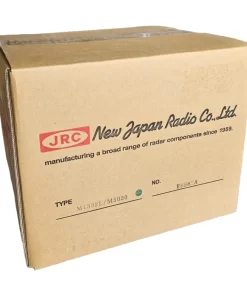 JRC New Japan Radio Co., Ltd.
manufacturing a broad range of radar components since 1959.
TYPE
NO.